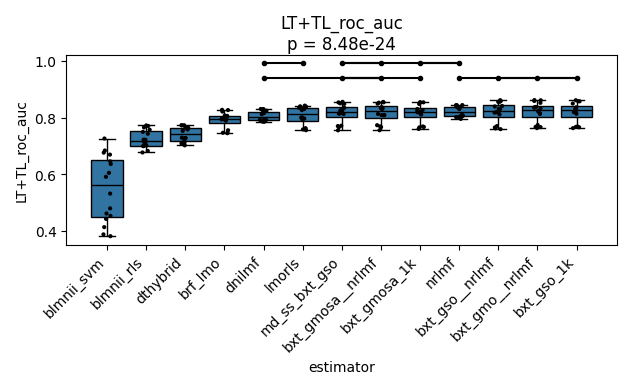 LT+TL_roc_auc
p = 8.48e-24
LT+TL_roc_auc
1.0
0.8
0.6
0.4
blmnii_svm
blmnii_rls
dthybrid
brf_lmo
dnilmf
lmorls
md_ss_bxt_gso
bxt_gmosa__nrlmf
bxt_gmosa_1k
nrlmf
bxt_gso__nrlmf
bxt_gmo__nrlmf
bxt_gso_1k
estimator